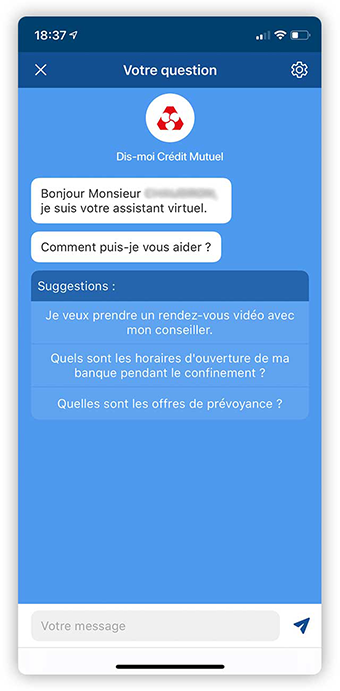 18:37
Votre question
Dis-moi Crédit Mutuel
Bonjour Monsieur
je suis votre assistant virtuel.
Comment puis-je vous aider ?
Suggestions :
Je veux prendre un rendez-vous vidéo avec
mon conseiller.
Quels sont les horaires d'ouverture de ma
banque pendant le confinement ?
Quelles sont les offres de prévoyance ?
Votre message